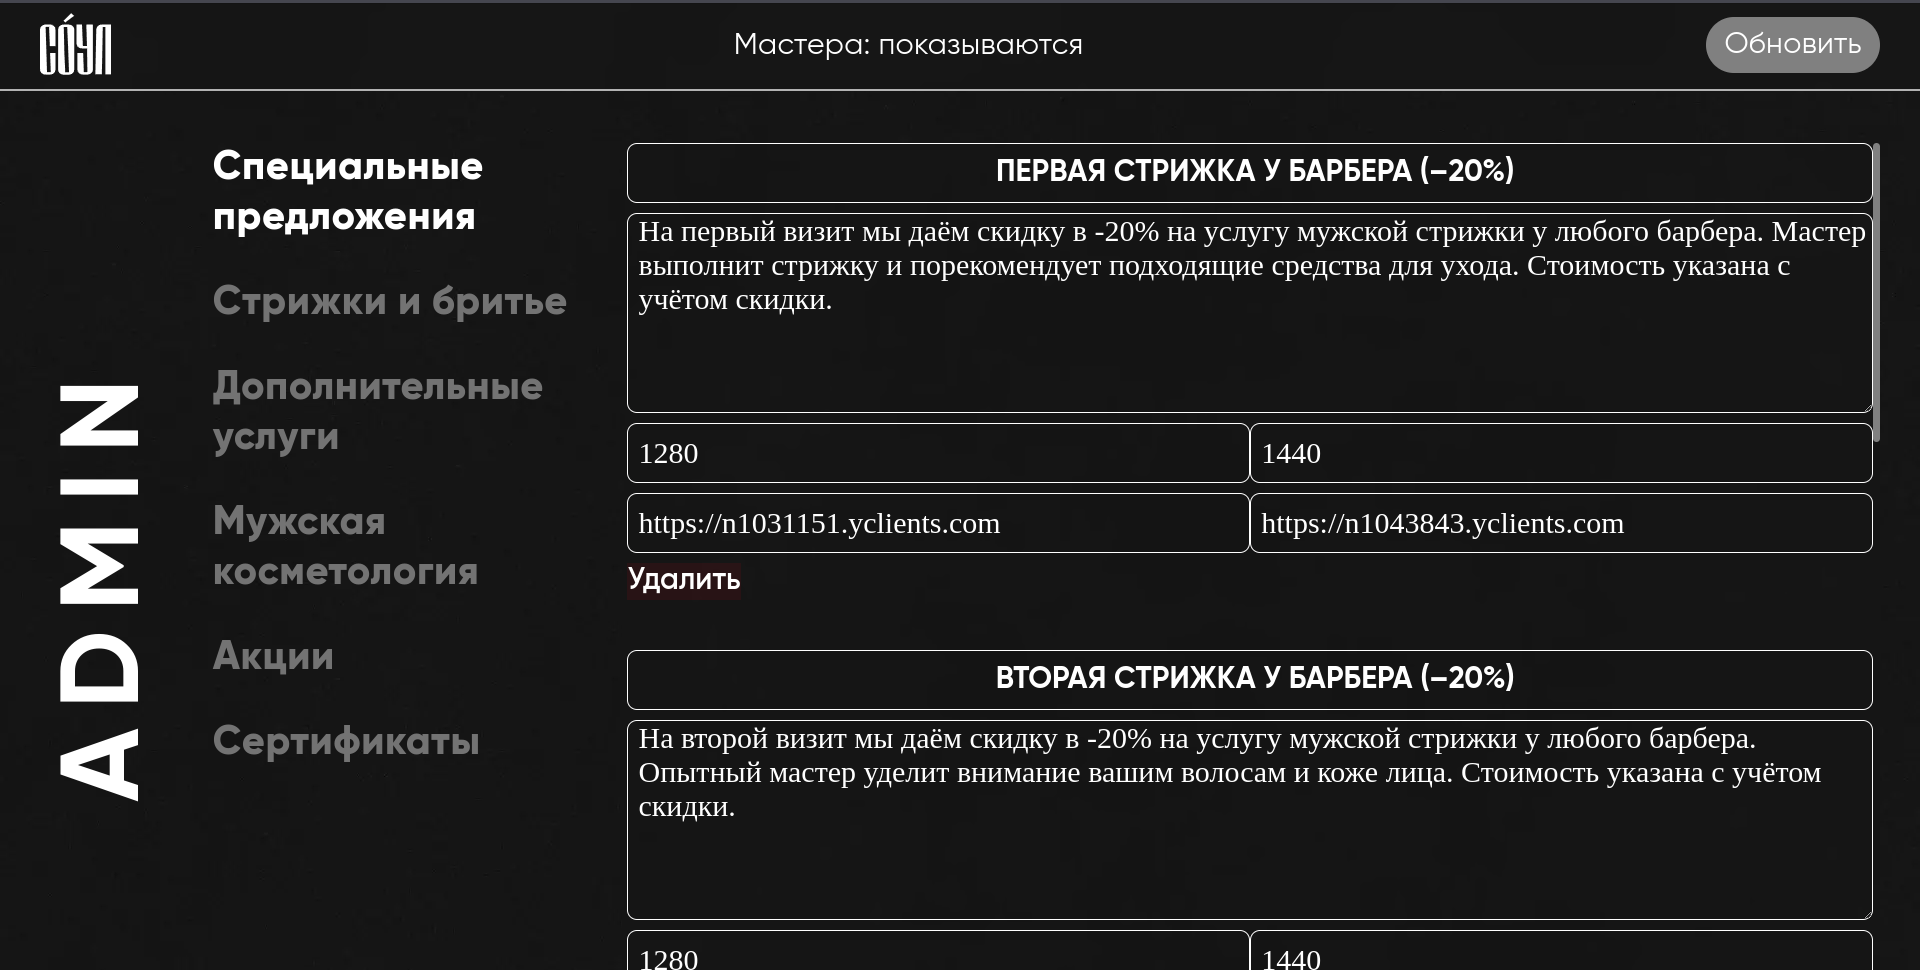 СÓУЛ
Мастера: показываются
Обновить
ADMIN
Специальные
предложения
Стрижки и бритье
Дополнительные
услуги
Мужская
косметология
Акции
Сертификаты
ПЕРВАЯ СТРИЖКА У БАРБЕРА (–20%)
На первый визит мы даём скидку в -20% на услугу мужской стрижки у любого барбера. Мастер
выполнит стрижку и порекомендует подходящие средства для ухода. Стоимость указана с
учётом скидки.
1280
1440
https://n1031151.yclients.com
https://n1043843.yclients.com
Удалить
ВТОРАЯ СТРИЖКА У БАРБЕРА (–20%)
На второй визит мы даём скидку в -20% на услугу мужской стрижки у любого барбера.
Опытный мастер уделит внимание вашим волосам и коже лица. Стоимость указана с учётом
скидки.
1280
1440